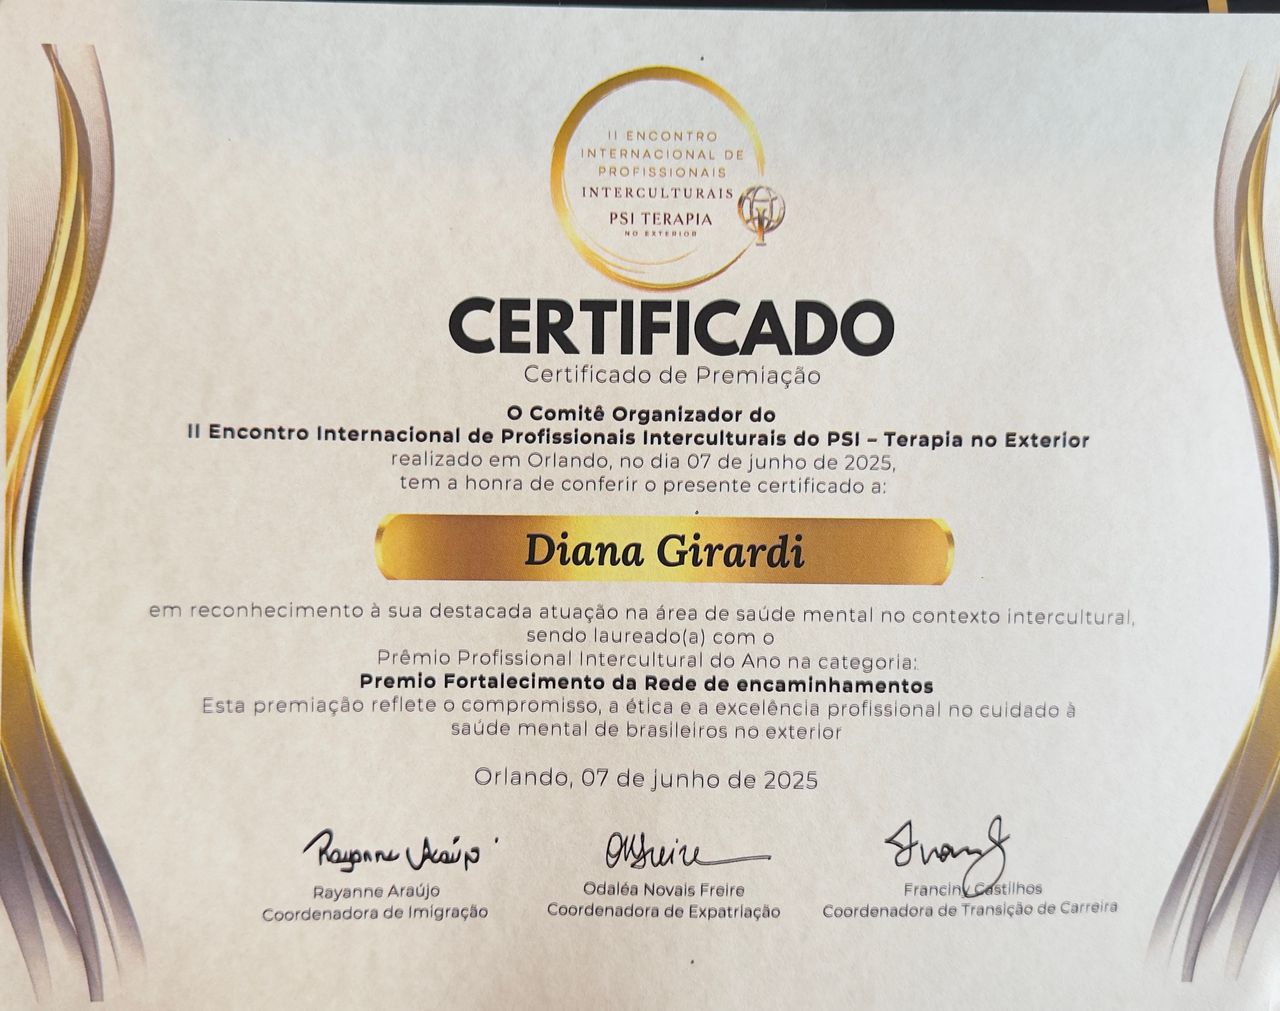 II ENCONTRO
INTERNACIONAL DE
PROFISSIONAIS
INTERCULTURAIS
PSI TERAPIA
NO EXTERIOR
CERTIFICADO
Certificado de Premiação
O Comitê Organizador do
II Encontro Internacional de Profissionais Interculturais do PSI – Terapia no Exterior
realizado em Orlando, no dia 07 de junho de 2025,
tem a honra de conferir o presente certificado a:
Diana Girardi
em reconhecimento à sua destacada atuação na área de saúde mental no contexto intercultural,
sendo laureado(a) com o
Prêmio Profissional Intercultural do Ano na categoria:
Premio Fortalecimento da Rede de encaminhamentos
Esta premiação reflete o compromisso, a ética e a excelência profissional no cuidado à
saúde mental de brasileiros no exterior
Orlando, 07 de junho de 2025
Rayanne Araújo
Rayanne Araújo
Coordenadora de Imigração
Odaléa Novais Freire
Coordenadora de Expatriação
Franciny Castilhos
Coordenadora de Transição de Carreira